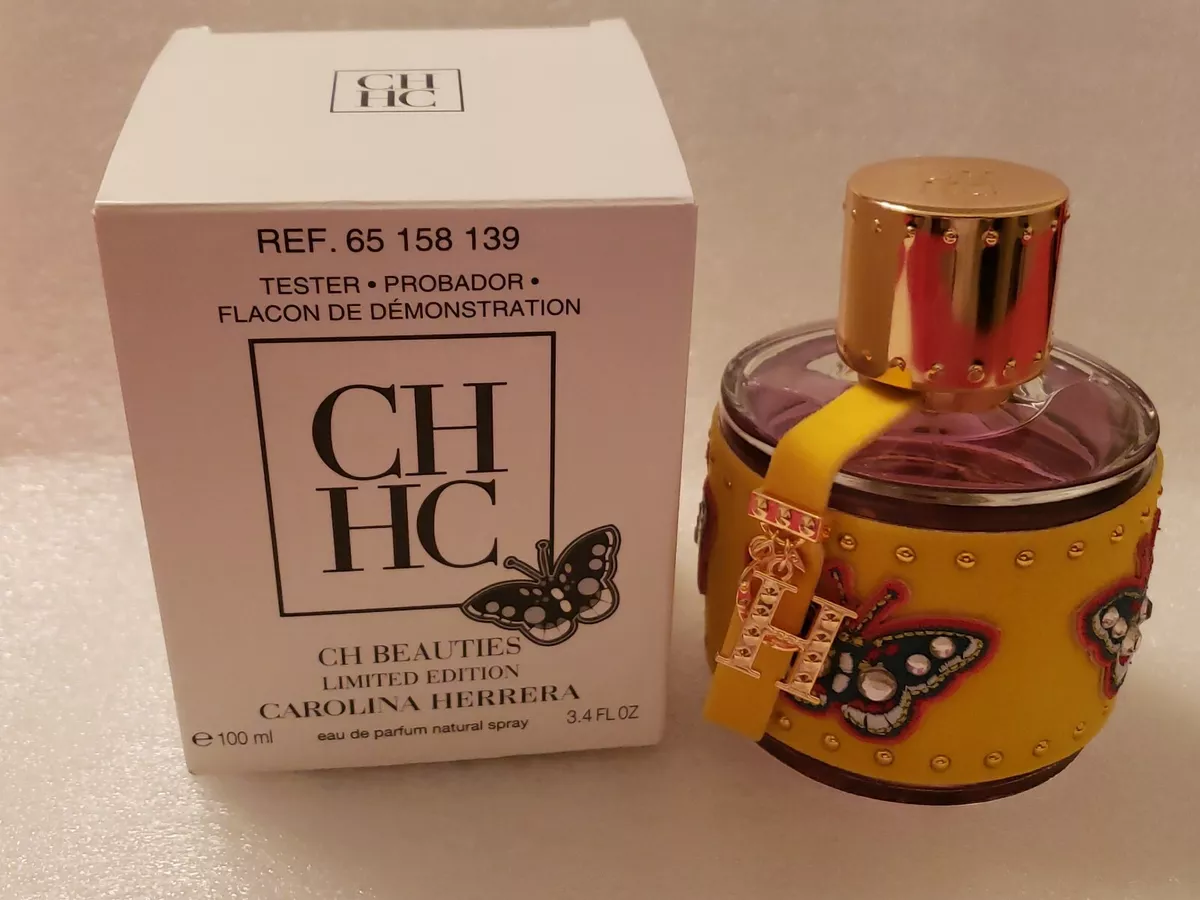 CH
HC
REF. 65 158 139
TESTER • PROBADOR •
FLACON DE DÉMONSTRATION
CH
HC
CH BEAUTIES
LIMITED EDITION
CAROLINA HERRERA
℮ 100 ml eau de parfum natural spray 3.4 FL OZ
H